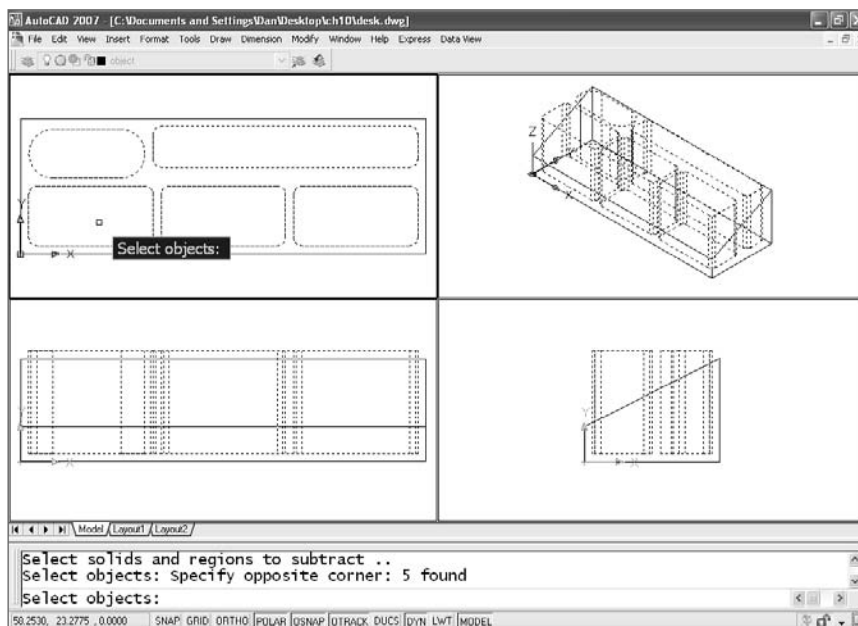 AutoCAD 2007 - [C:\Documents and Settings\Dan\Desktop\ch10\desk.dwg]
File Edit View Insert Format Tools Draw Dimension Modify Window Help Express Data View
object
Z
X
Y
X
Select objects:
Y
X
Y
X
Model Layout1 Layout2
Select solids and regions to subtract ..
Select objects: Specify opposite corner: 5 found
Select objects:
58.2530, 23.2775 ,0.0000 SNAP GRID ORTHO POLAR OSNAP OTRACK DUCS DYN LWT MODEL